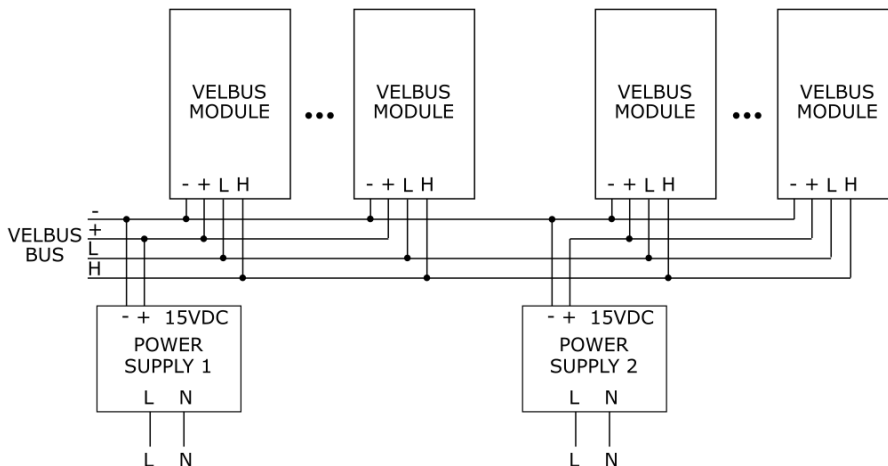 VELBUS
MODULE
VELBUS
MODULE
VELBUS
MODULE
VELBUS
MODULE
- + L H
- + L H
- + L H
- + L H
-
+
L
H
VELBUS
BUS
- + 15VDC
POWER
SUPPLY 1
L N
L N
- + 15VDC
POWER
SUPPLY 2
L N
L N